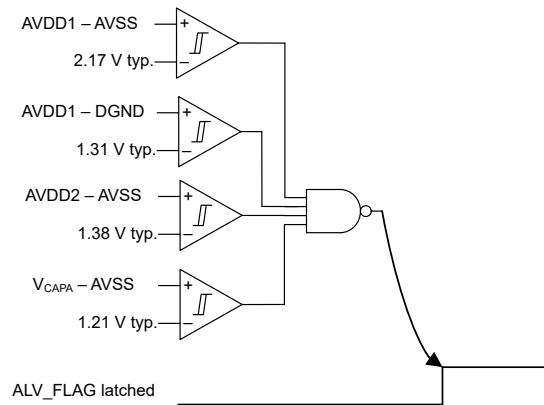 AVDD1 – AVSS
+
2.17 V typ.
–
AVDD1 – DGND
+
1.31 V typ.
–
AVDD2 – AVSS
+
1.38 V typ.
–
VCAPA – AVSS
+
1.21 V typ.
–
ALV_FLAG latched